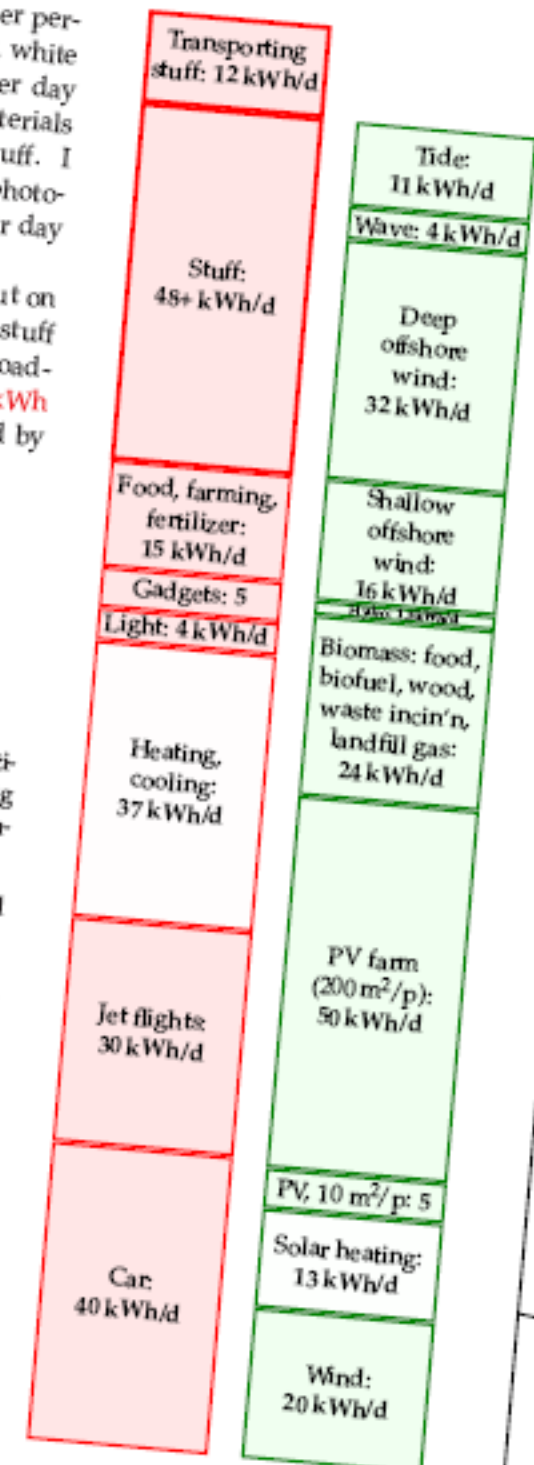 er per-
white
er day
terials
uff. I
hoto-
r day
ut on
stuff
oad-
kWh
l by
ti-
g
r-
l
Transporting
stuff: 12 kWh/d
Stuff:
48+ kWh/d
Food, farming,
fertilizer:
15 kWh/d
Gadgets: 5
Light: 4 kWh/d
Heating,
cooling:
37 kWh/d
Jet flights:
30 kWh/d
Car:
40 kWh/d
Tide:
11 kWh/d
Wave: 4 kWh/d
Deep
offshore
wind:
32 kWh/d
Shallow
offshore
wind:
16 kWh/d
Biomass: food,
biofuel, wood,
waste incin'n,
landfill gas:
24 kWh/d
PV farm
(200 m²/p):
50 kWh/d
PV, 10 m²/p: 5
Solar heating:
13 kWh/d
Wind:
20 kWh/d